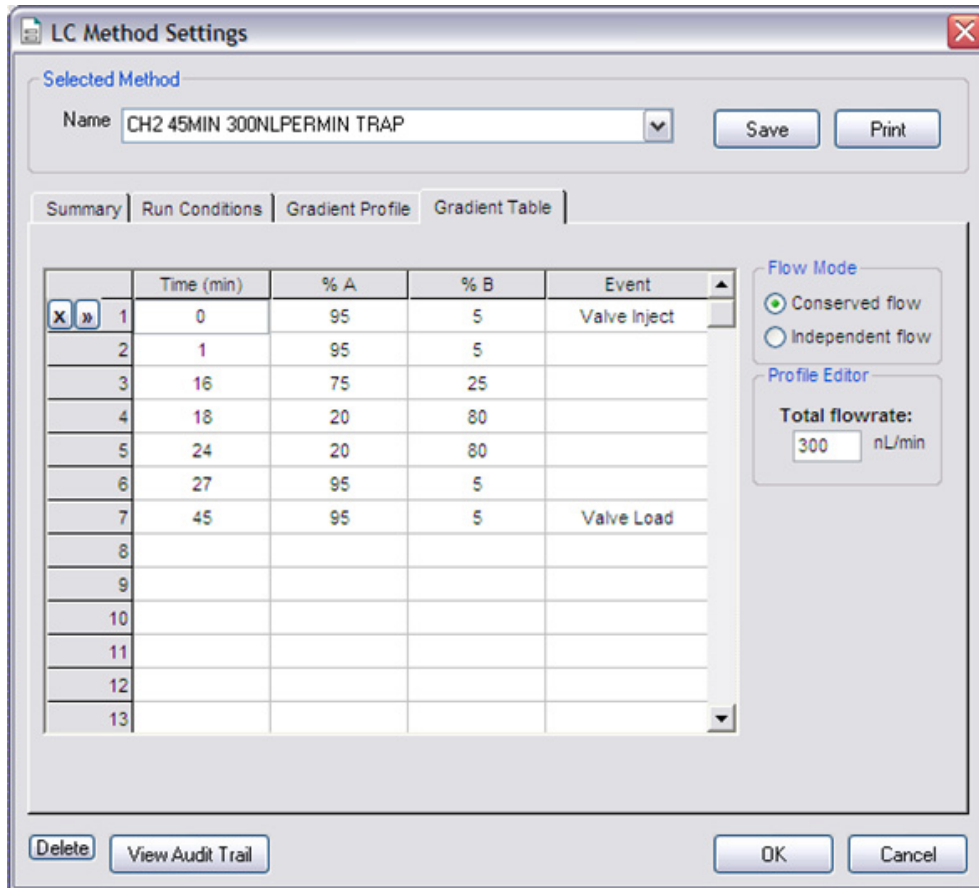 LC Method Settings
Selected Method
Name CH2 45MIN 300NLPERMIN TRAP Save Print
Summary Run Conditions Gradient Profile Gradient Table
Time (min) % A % B Event
X » 1 0 95 5 Valve Inject
2 1 95 5
3 16 75 25
4 18 20 80
5 24 20 80
6 27 95 5
7 45 95 5 Valve Load
8
9
10
11
12
13
Flow Mode
Conserved flow
Independent flow
Profile Editor
Total flowrate:
300 nL/min
Delete View Audit Trail OK Cancel